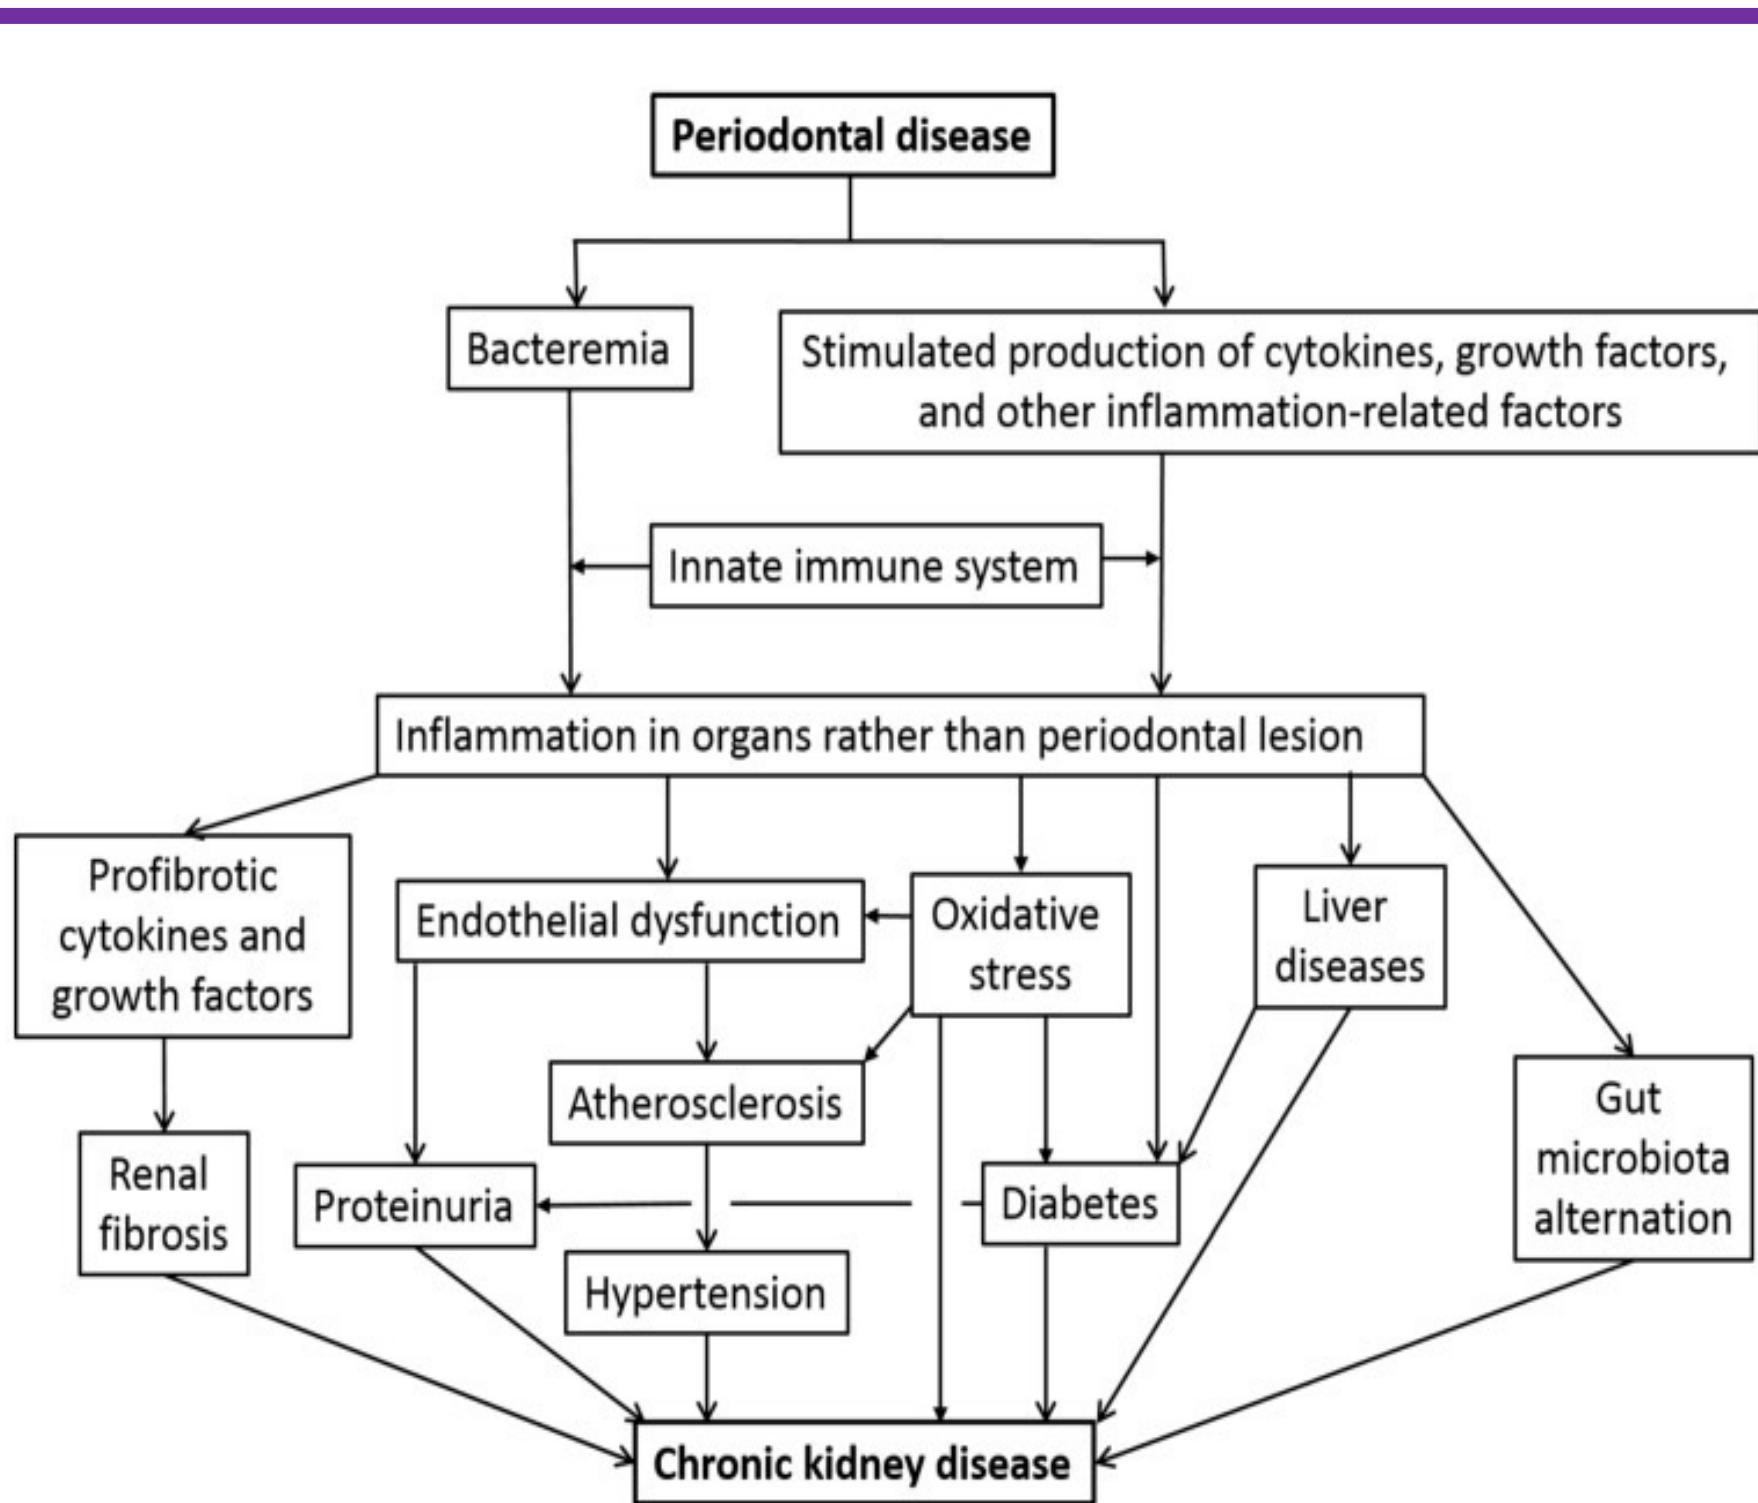 Periodontal disease
Bacteremia
Stimulated production of cytokines, growth factors,
and other inflammation-related factors
Innate immune system
Inflammation in organs rather than periodontal lesion
Profibrotic
cytokines and
growth factors
Endothelial dysfunction
Oxidative
stress
Liver
diseases
Atherosclerosis
Gut
microbiota
alternation
Renal
fibrosis
Proteinuria
Diabetes
Hypertension
Chronic kidney disease